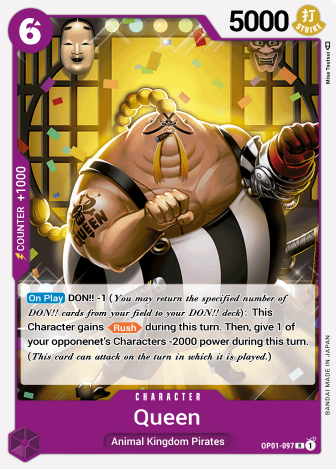 6
5000
打
STRIKE
Misa Tsutsui
COUNTER +1000
QUEEN
On Play DON!! -1 (You may return the specified number of
DON!! cards from your field to your DON!! deck): This
Character gains Rush during this turn. Then, give 1 of
your opponenet's Characters -2000 power during this turn.
(This card can attack on the turn in which it is played.)
BANDAI MADE IN JAPAN
CHARACTER
Queen
Animal Kingdom Pirates
OP01-097 R 1